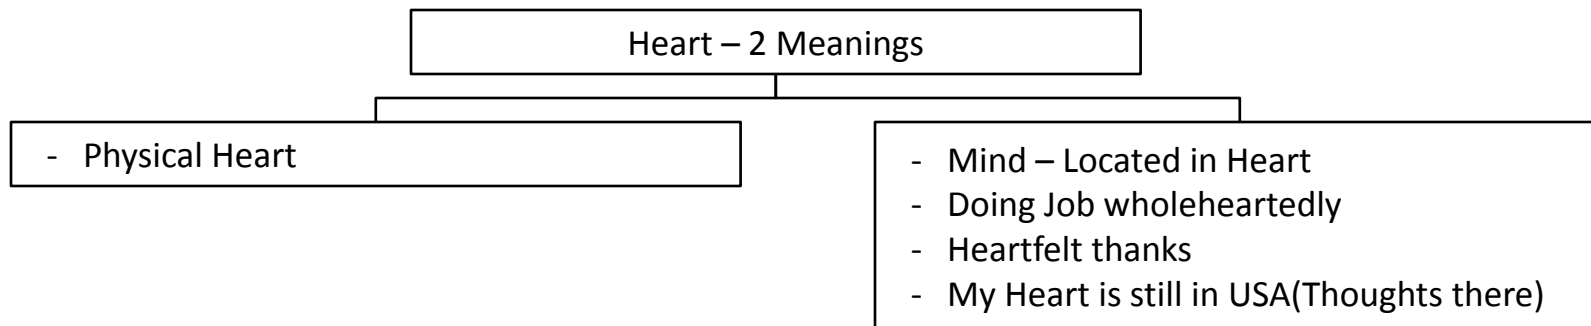 Heart – 2 Meanings
- Physical Heart
- Mind – Located in Heart
- Doing Job wholeheartedly
- Heartfelt thanks
- My Heart is still in USA(Thoughts there)